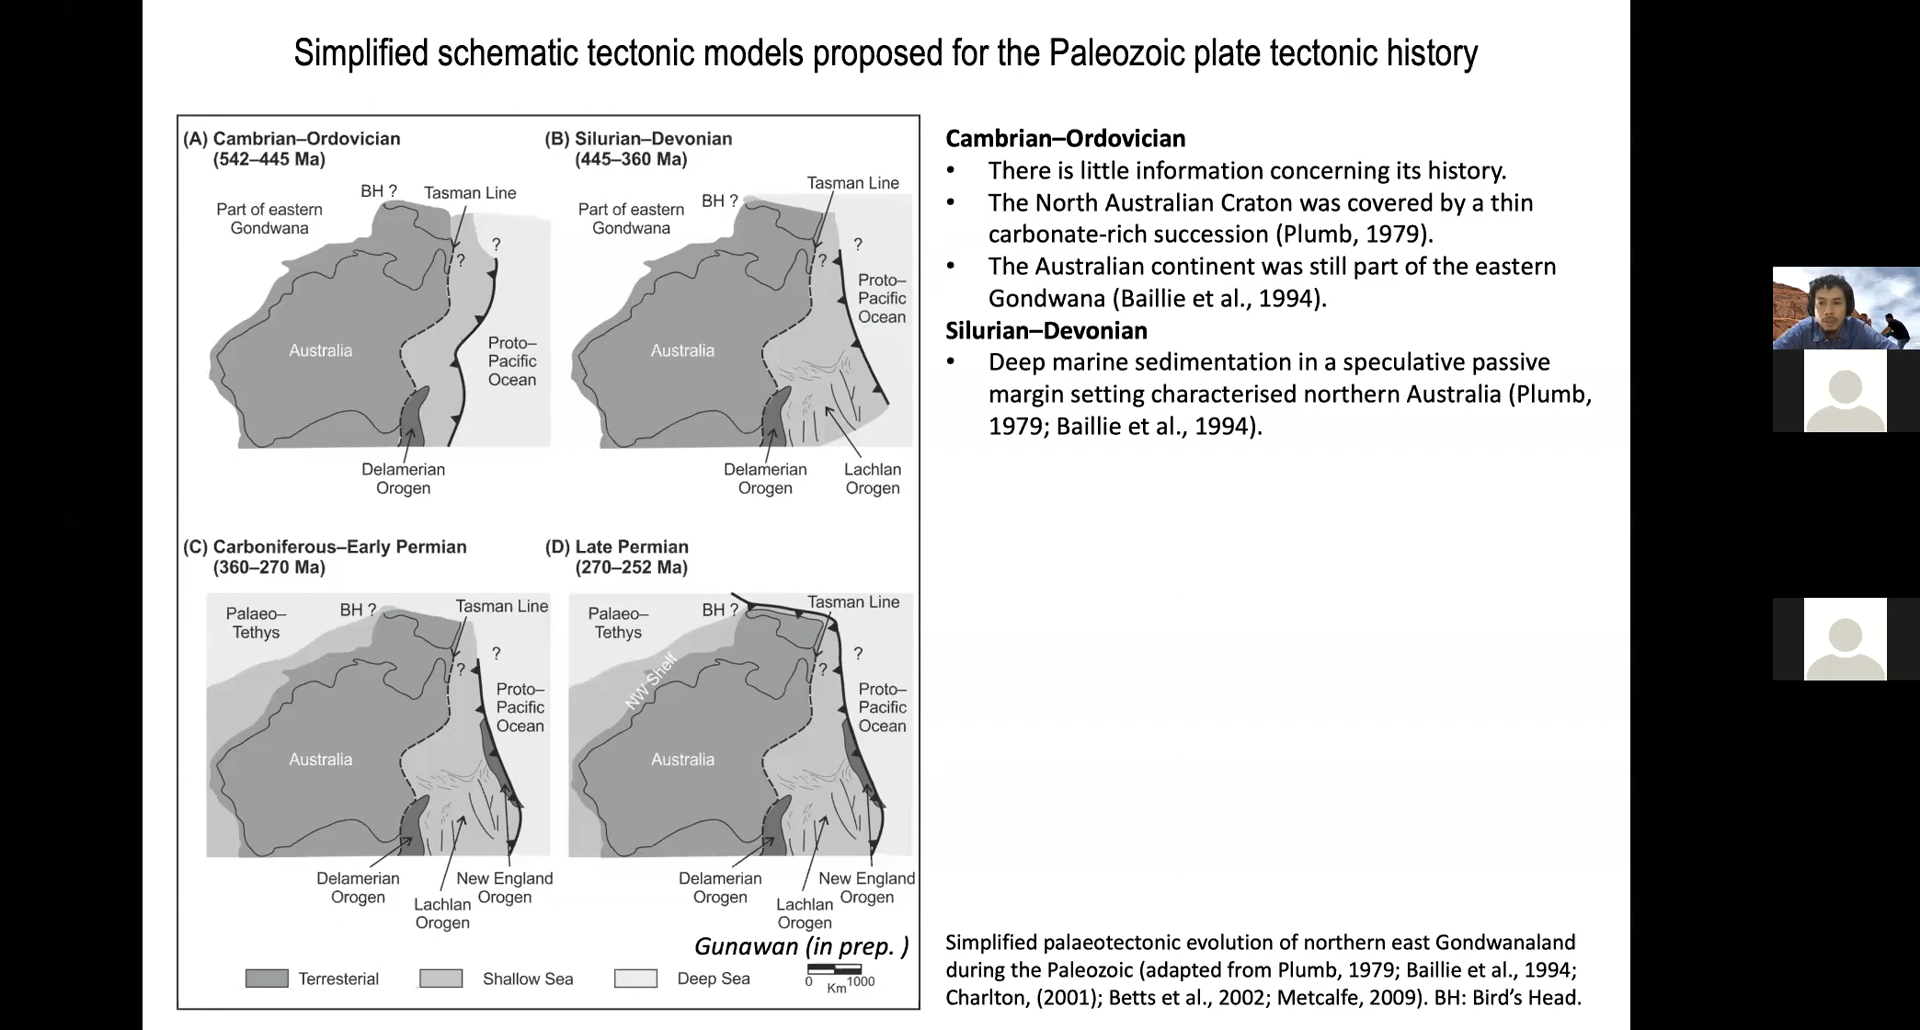 Simplified schematic tectonic models proposed for the Paleozoic plate tectonic history
(A) Cambrian–Ordovician
(542–445 Ma)
BH ?
Tasman Line
Part of eastern
Gondwana
?
?
Australia
Proto–
Pacific
Ocean
Delamerian
Orogen
(B) Silurian–Devonian
(445–360 Ma)
Tasman Line
BH ?
Part of eastern
Gondwana
?
?
Proto–
Pacific
Ocean
Australia
Delamerian
Orogen
Lachlan
Orogen
(C) Carboniferous–Early Permian
(360–270 Ma)
Palaeo–
Tethys
BH ?
Tasman Line
?
?
Proto–
Pacific
Ocean
Australia
Delamerian
Orogen
Lachlan
Orogen
New England
Orogen
(D) Late Permian
(270–252 Ma)
Palaeo–
Tethys
BH ?
Tasman Line
?
?
NW Shelf
Proto–
Pacific
Ocean
Australia
Delamerian
Orogen
Lachlan
Orogen
New England
Orogen
Gunawan (in prep. )
Terresterial
Shallow Sea
Deep Sea
0 Km 1000
Cambrian–Ordovician
• There is little information concerning its history.
• The North Australian Craton was covered by a thin
carbonate-rich succession (Plumb, 1979).
• The Australian continent was still part of the eastern
Gondwana (Baillie et al., 1994).
Silurian–Devonian
• Deep marine sedimentation in a speculative passive
margin setting characterised northern Australia (Plumb,
1979; Baillie et al., 1994).
Simplified palaeotectonic evolution of northern east Gondwanaland
during the Paleozoic (adapted from Plumb, 1979; Baillie et al., 1994;
Charlton, (2001); Betts et al., 2002; Metcalfe, 2009). BH: Bird’s Head.